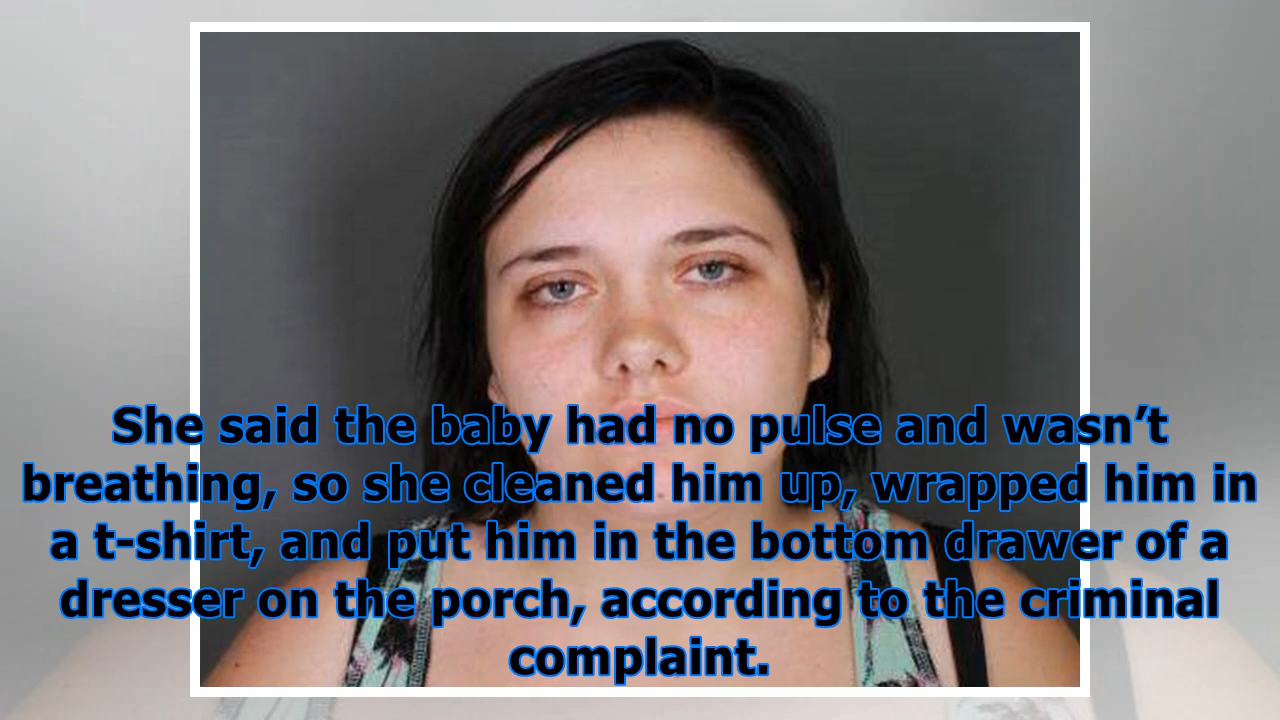 She said the baby had no pulse and wasn’t
breathing, so she cleaned him up, wrapped him in
a t-shirt, and put him in the bottom drawer of a
dresser on the porch, according to the criminal
complaint.